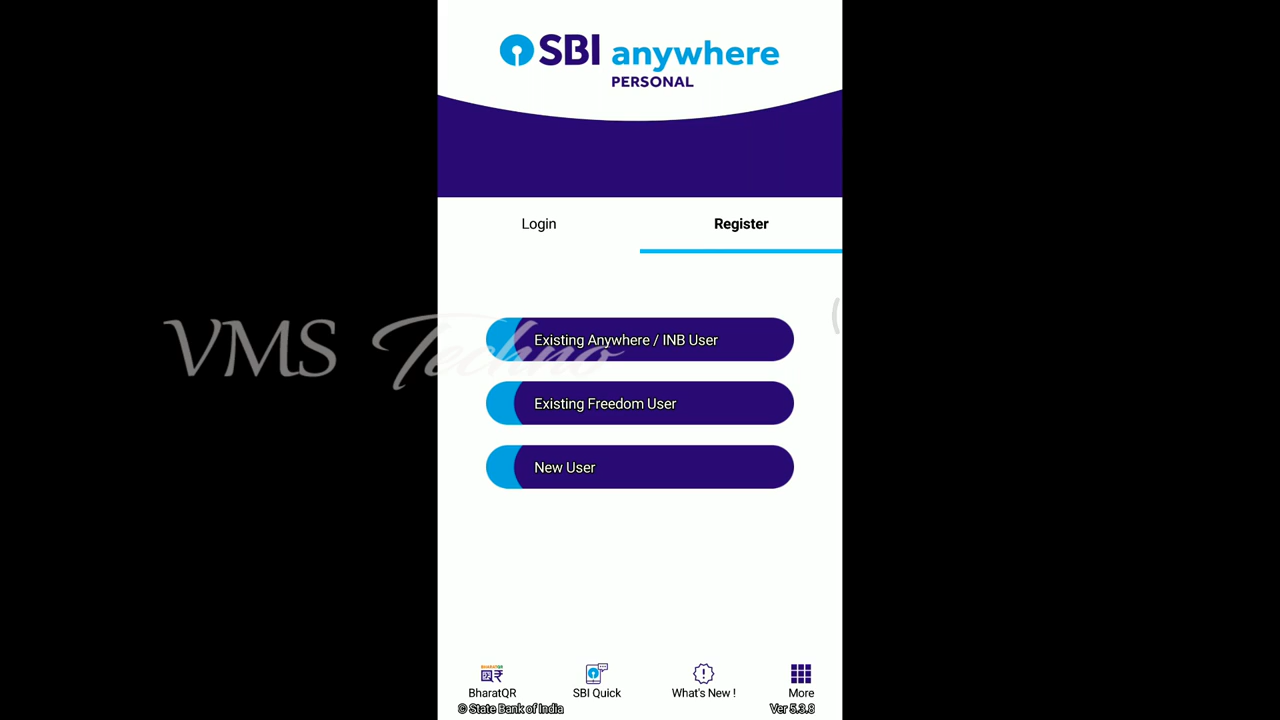 SBI anywhere
PERSONAL
Login
Register
VMS Techno
Existing Anywhere / INB User
Existing Freedom User
New User
BharatQR
SBI Quick
What's New !
More
© State Bank of India
Ver 5.3.8